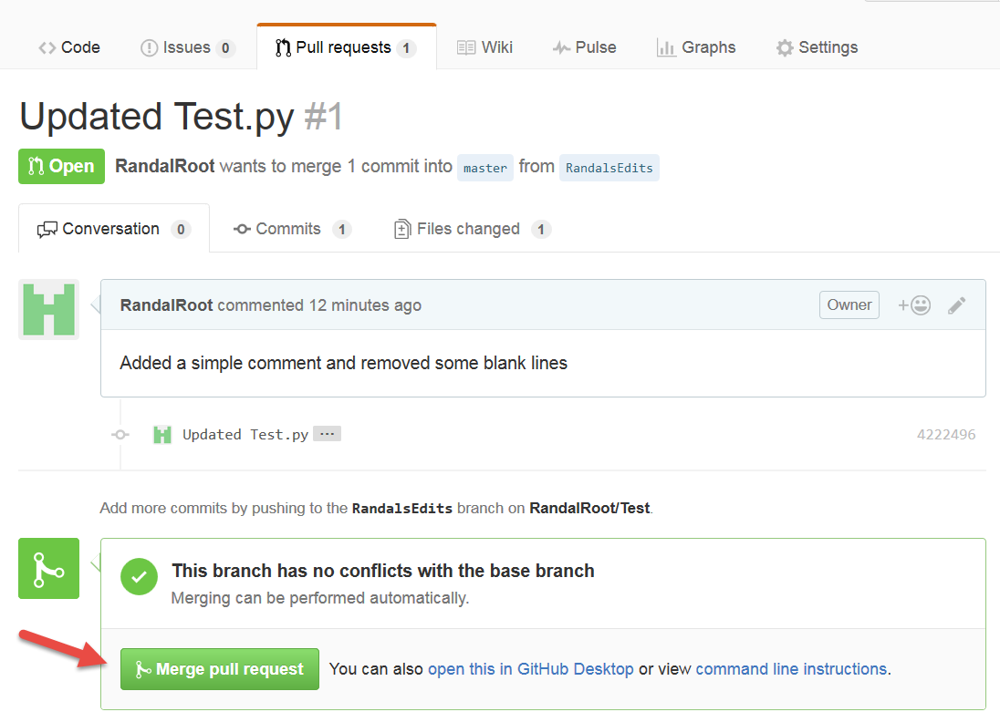 Code Issues 0 Pull requests 1 Wiki Pulse Graphs Settings
Updated Test.py #1
Open RandalRoot wants to merge 1 commit into master from RandalsEdits
Conversation 0 Commits 1 Files changed 1
RandalRoot commented 12 minutes ago Owner +
Added a simple comment and removed some blank lines
Updated Test.py ... 4222496
Add more commits by pushing to the RandalsEdits branch on RandalRoot/Test.
This branch has no conflicts with the base branch
Merging can be performed automatically.
Merge pull request You can also open this in GitHub Desktop or view command line instructions.